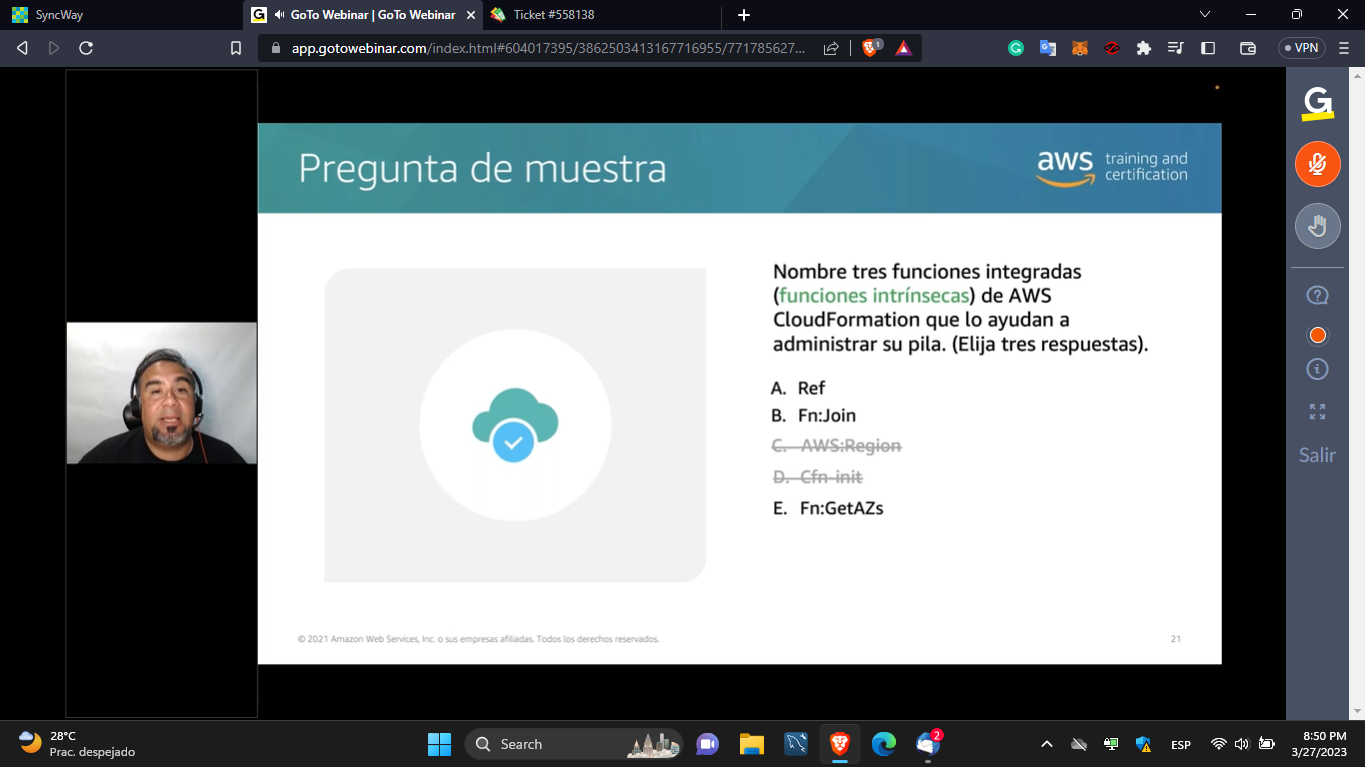 SyncWay
GoTo Webinar | GoTo Webinar
Ticket #558138
app.gotowebinar.com/index.html#604017395/3862503413167716955/771785627...
1
VPN
Pregunta de muestra
aws training and
certification
Nombre tres funciones integradas
(funciones intrínsecas) de AWS
CloudFormation que lo ayudan a
administrar su pila. (Elija tres respuestas).
A. Ref
B. Fn:Join
C. AWS:Region
D. Cfn-init
E. Fn:GetAZs
© 2021 Amazon Web Services, Inc. o sus empresas afiliadas. Todos los derechos reservados.
21
Salir
28°C
Prac. despejado
Search
2
ESP
8:50 PM
3/27/2023